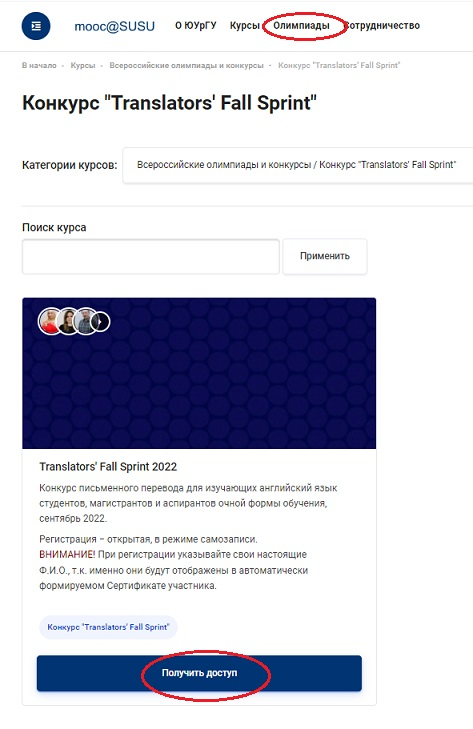 mooc@SUSU О ЮУрГУ Курсы Олимпиады Сотрудничество
В начало • Курсы • Всероссийские олимпиады и конкурсы • Конкурс "Translators' Fall Sprint"
Конкурс "Translators' Fall Sprint"
Категории курсов: Всероссийские олимпиады и конкурсы / Конкурс "Translators' Fall Sprint"
Поиск курса
Применить
Translators' Fall Sprint 2022
Конкурс письменного перевода для изучающих английский язык
студентов, магистрантов и аспирантов очной формы обучения,
сентябрь 2022.
Регистрация – открытая, в режиме самозаписи.
ВНИМАНИЕ! При регистрации указывайте свои настоящие
Ф.И.О., т.к. именно они будут отображены в автоматически
формируемом Сертификате участника.
Конкурс "Translators' Fall Sprint"
Получить доступ